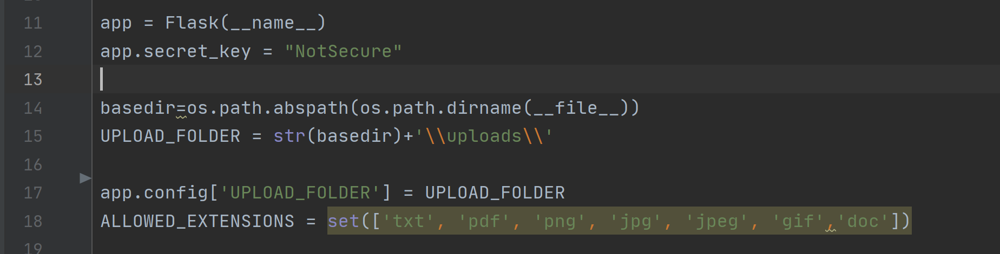 11 app = Flask(__name__)
12 app.secret_key = "NotSecure"
13
14 basedir=os.path.abspath(os.path.dirname(__file__))
15 UPLOAD_FOLDER = str(basedir)+'\\uploads\\'
16
17 app.config['UPLOAD_FOLDER'] = UPLOAD_FOLDER
18 ALLOWED_EXTENSIONS = set(['txt', 'pdf', 'png', 'jpg', 'jpeg', 'gif','doc'])
19